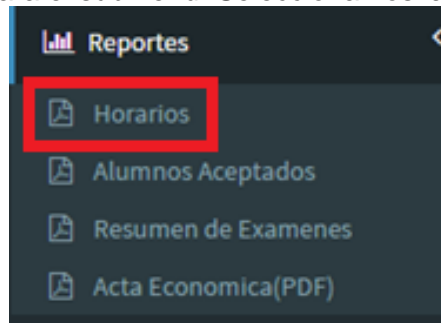 Reportes
Horarios
Alumnos Aceptados
Resumen de Examenes
Acta Economica(PDF)